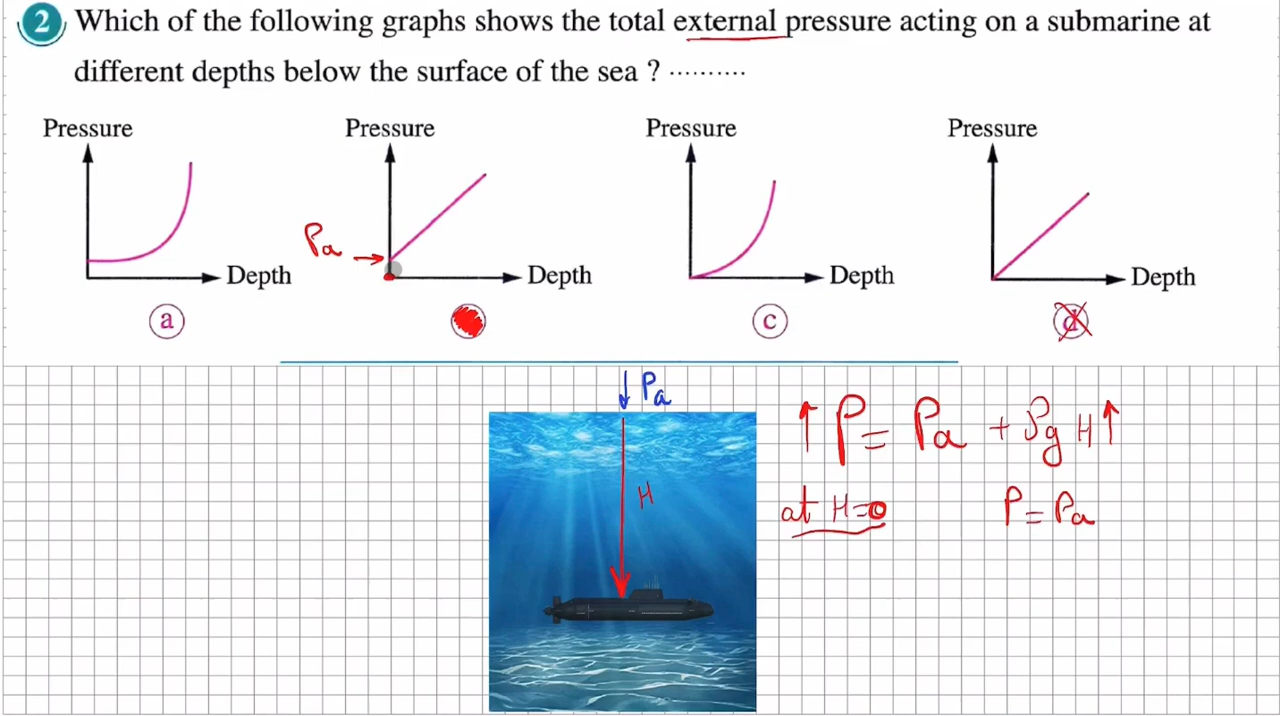 2 Which of the following graphs shows the total external pressure acting on a submarine at
different depths below the surface of the sea ? ..........
Pressure Pressure Pressure Pressure
Pa
Depth Depth Depth Depth
a c d
Pa
H
P = Pa + ρg H
at H=0 P = Pa